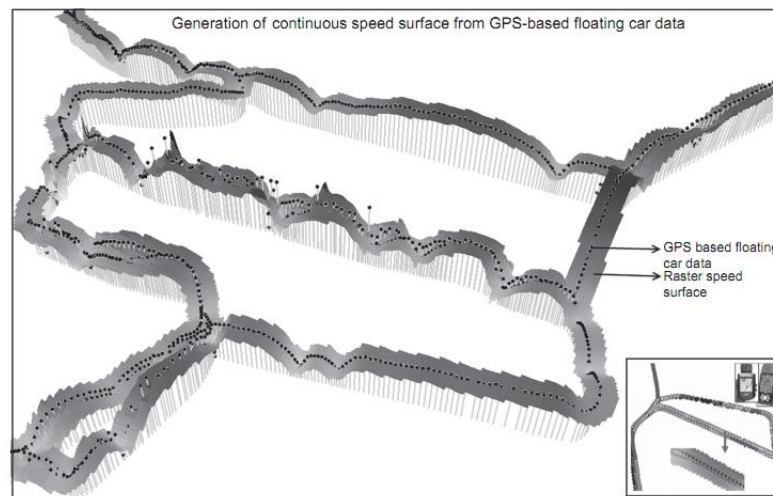 Generation of continuous speed surface from GPS-based floating car data
GPS based floating
car data
Raster speed
surface